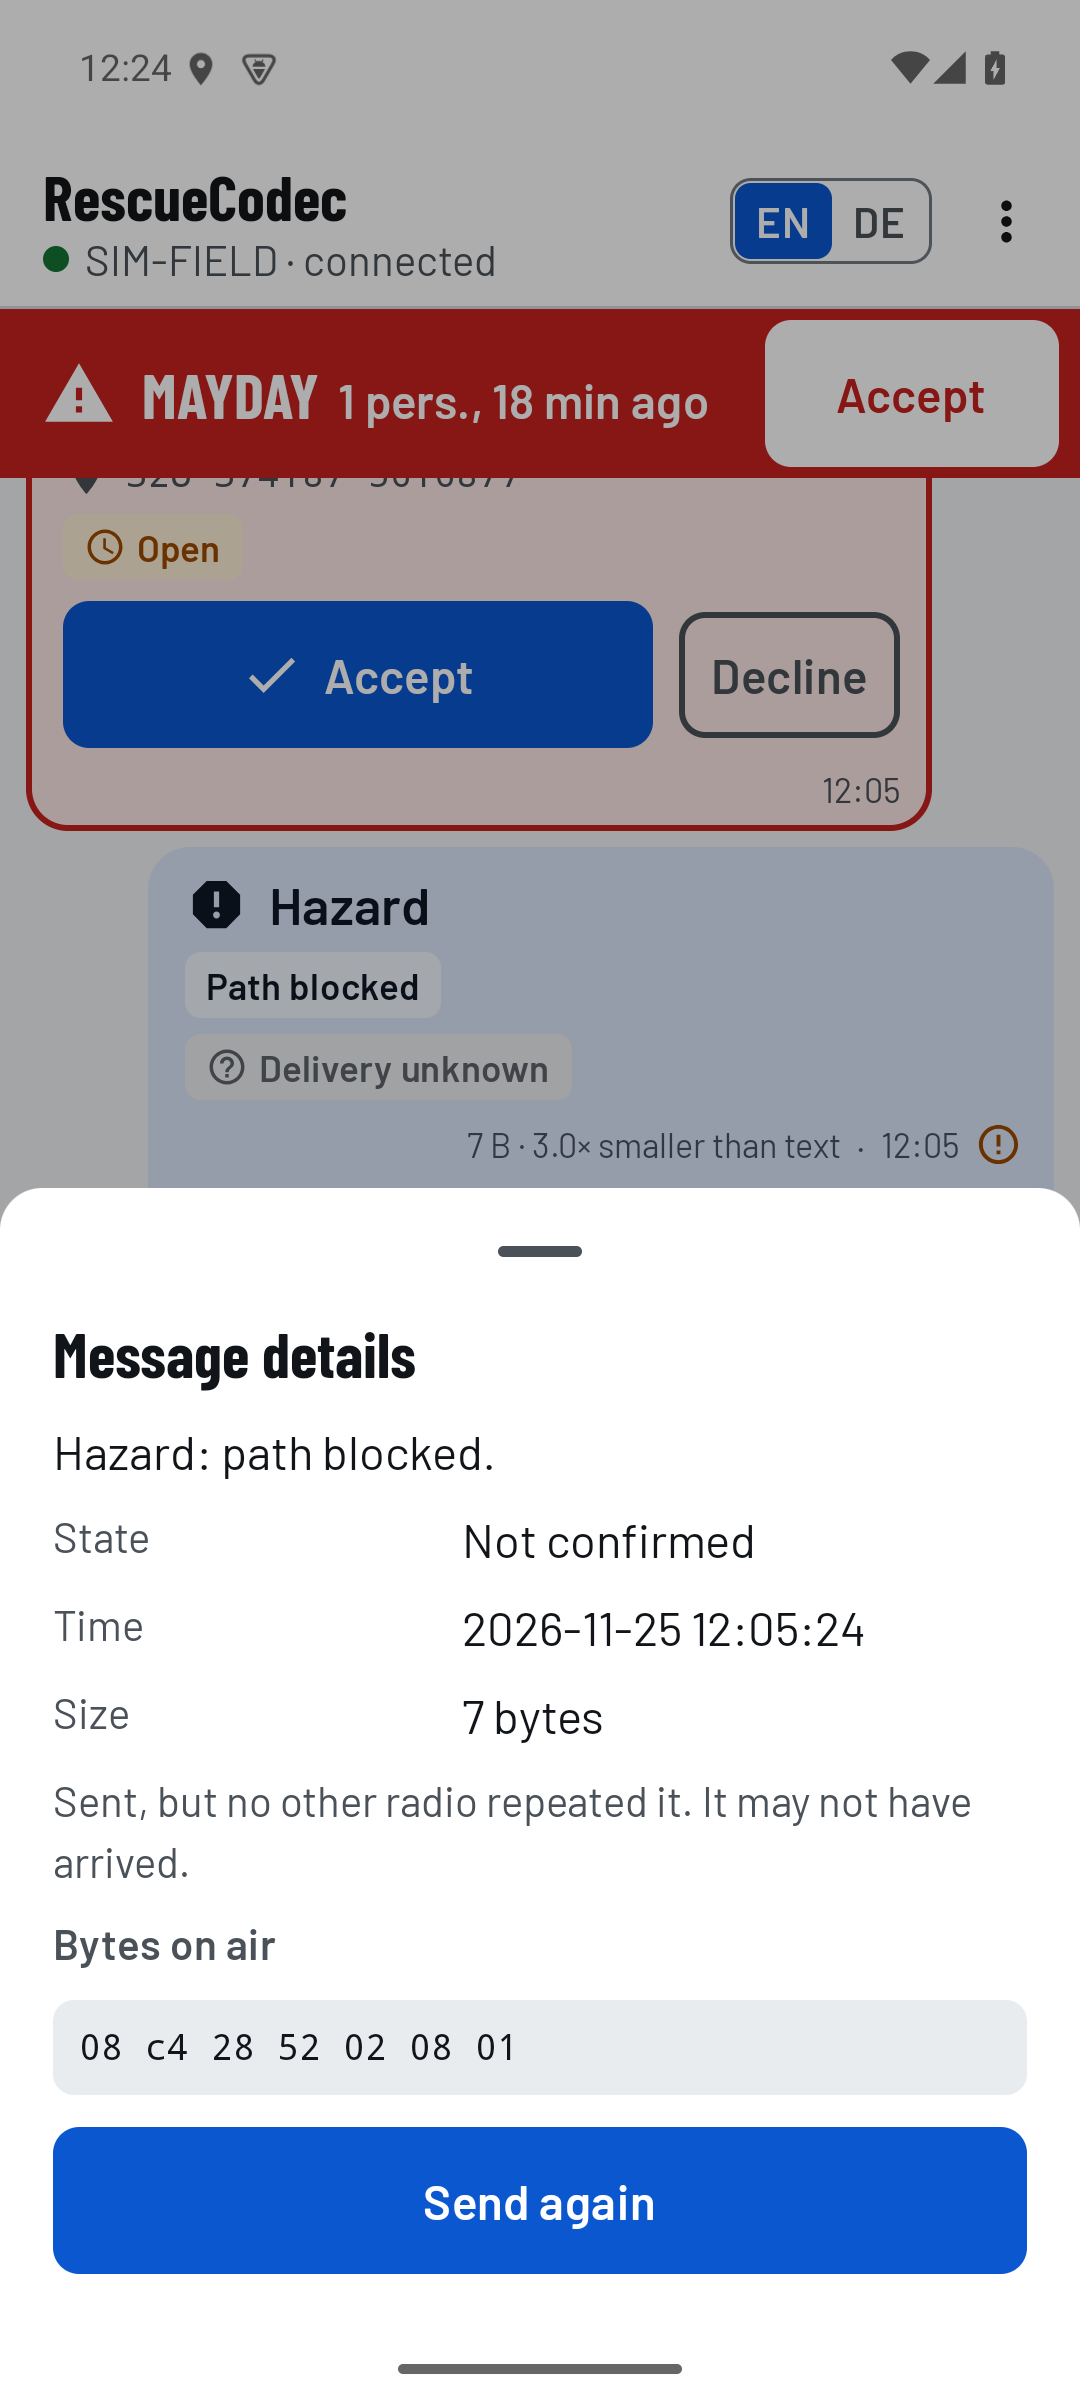 12:24
RescueCodec
EN DE
SIM-FIELD · connected
MAYDAY 1 pers., 18 min ago
Accept
Open
Accept
Decline
12:05
Hazard
Path blocked
Delivery unknown
7 B · 3.0× smaller than text · 12:05
Message details
Hazard: path blocked.
State Not confirmed
Time 2026-11-25 12:05:24
Size 7 bytes
Sent, but no other radio repeated it. It may not have
arrived.
Bytes on air
08 c4 28 52 02 08 01
Send again